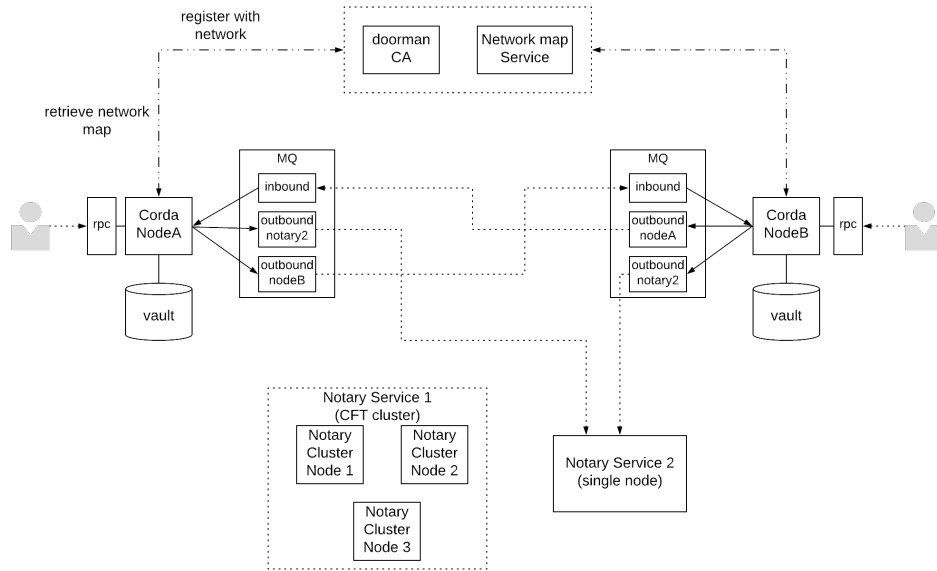 register with
network
doorman
CA
Network map
Service
retrieve network
map
MQ
inbound
outbound
notary2
outbound
nodeB
rpc
Corda
NodeA
vault
MQ
inbound
outbound
nodeA
outbound
notary2
Corda
NodeB
rpc
vault
Notary Service 1
(CFT cluster)
Notary
Cluster
Node 1
Notary
Cluster
Node 2
Notary
Cluster
Node 3
Notary Service 2
(single node)